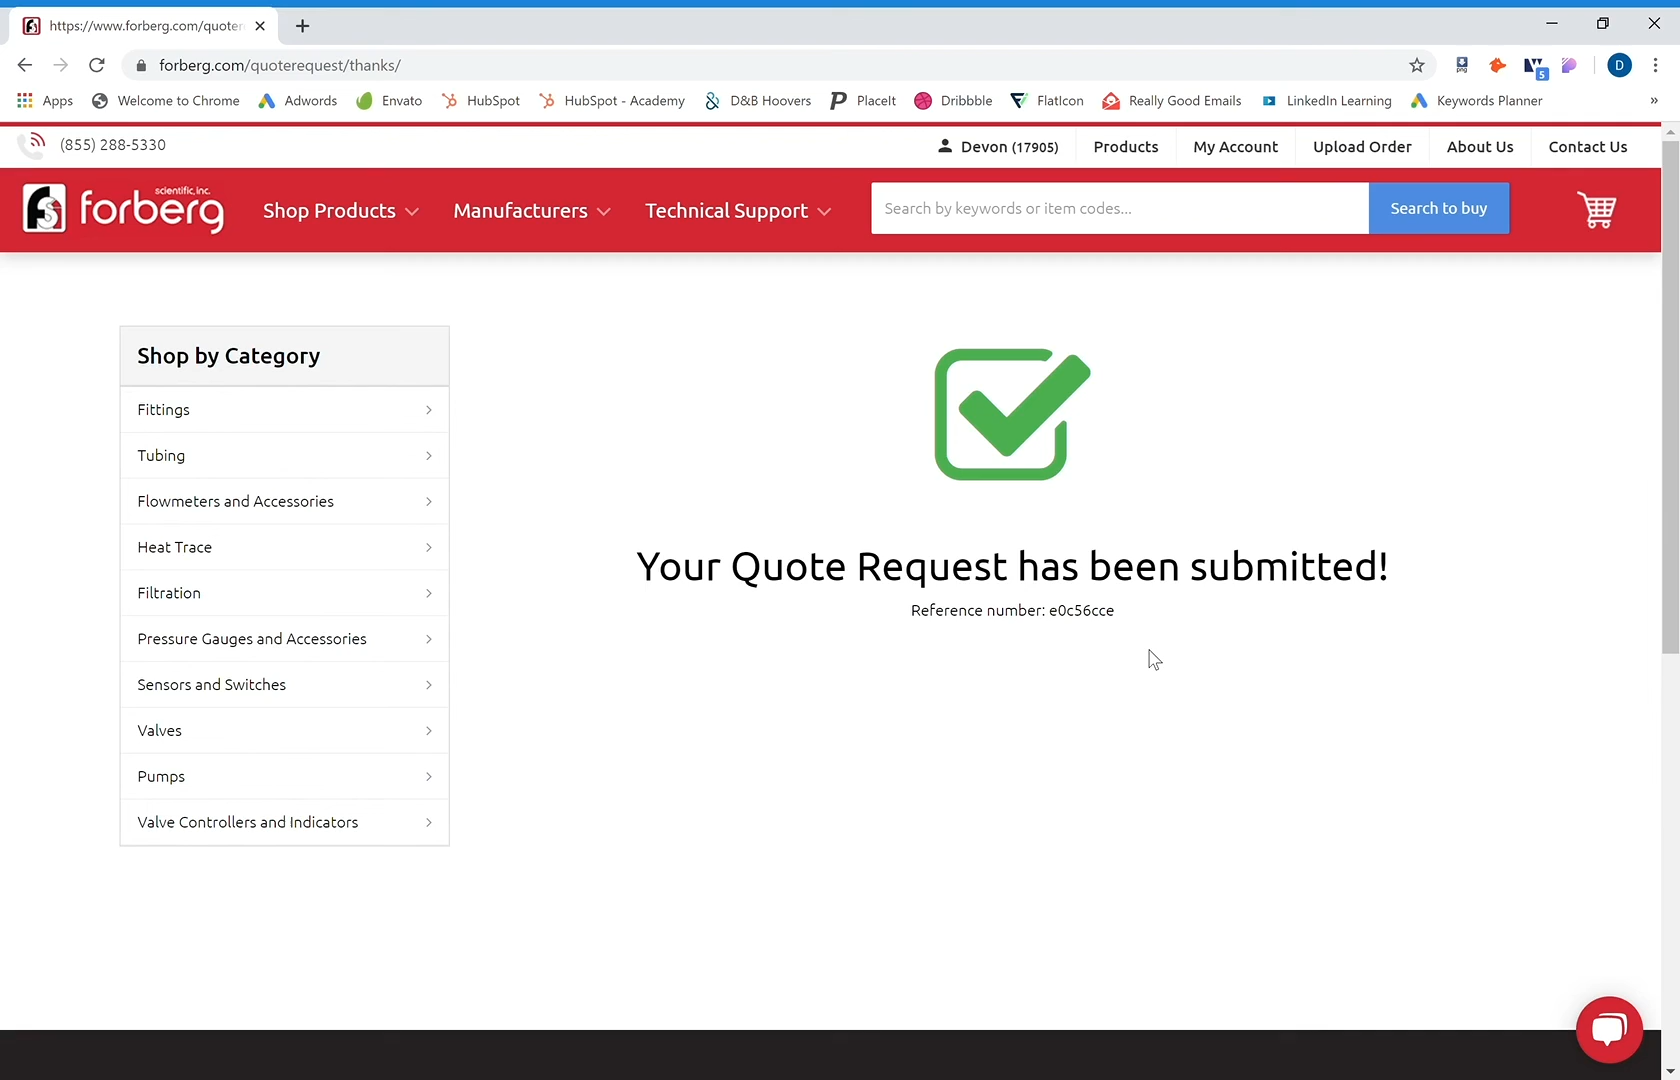 https://www.forberg.com/quoter
forberg.com/quoterequest/thanks/
png
5
D
Apps
Welcome to Chrome
Adwords
Envato
HubSpot
HubSpot - Academy
D&B Hoovers
PlaceIt
Dribbble
FlatIcon
Really Good Emails
LinkedIn Learning
Keywords Planner
»
(855) 288-5330
Devon (17905)
Products
My Account
Upload Order
About Us
Contact Us
scientific, inc.
forberg
Shop Products
Manufacturers
Technical Support
Search by keywords or item codes...
Search to buy
Shop by Category
Fittings
Tubing
Flowmeters and Accessories
Heat Trace
Filtration
Pressure Gauges and Accessories
Sensors and Switches
Valves
Pumps
Valve Controllers and Indicators
Your Quote Request has been submitted!
Reference number: e0c56cce